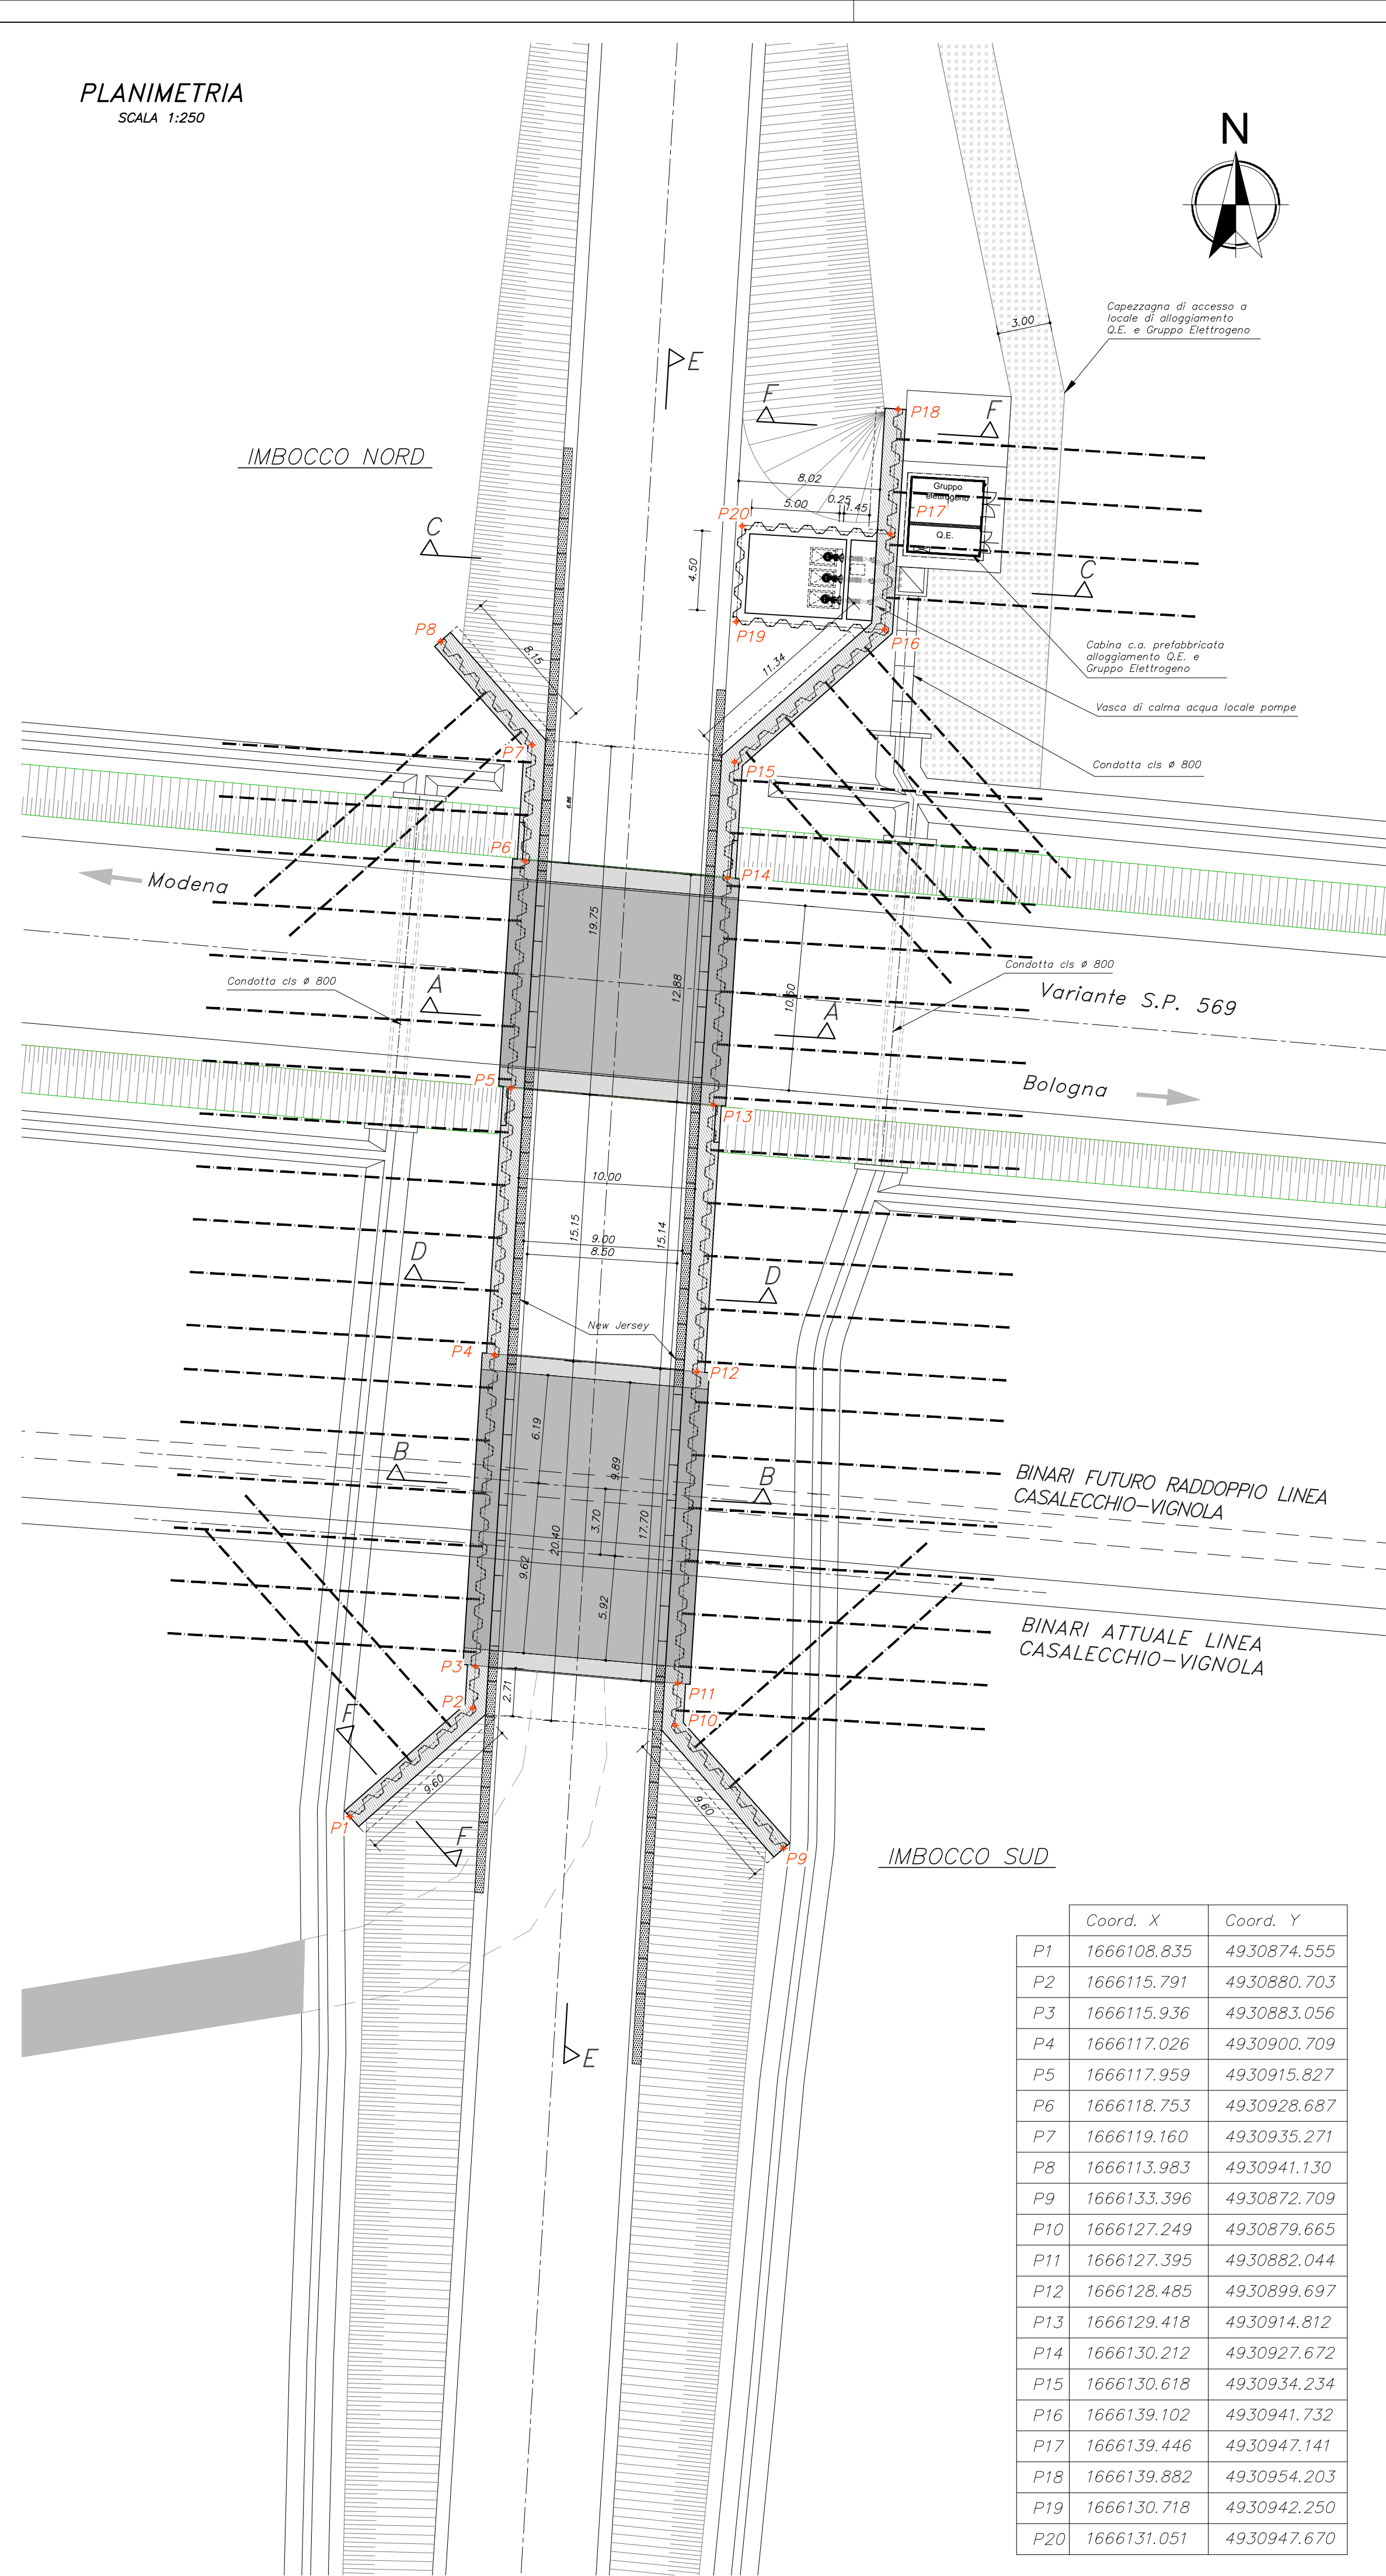 PLANIMETRIA
SCALA 1:250
N
Capezzagna di accesso a
locale di alloggiamento
Q.E. e Gruppo Elettrogeno
3.00
E
F
P18
F
IMBOCCO NORD
8.02
Gruppo
elettrogeno
5.00
0.25
1.45
P17
P20
Q.E.
C
4.50
C
P8
P19
P16
8.15
11.34
Cabina c.a. prefabbricata
alloggiamento Q.E. e
Gruppo Elettrogeno
Vasca di calma acqua locale pompe
P7
P15
Condotta cls ø 800
6.86
P6
P14
Modena
19.75
12.88
10.50
Condotta cls ø 800
Condotta cls ø 800
A
A
Variante S.P. 569
P5
Bologna
P13
10.00
15.15
15.14
9.00
8.50
D
D
New Jersey
P4
P12
6.19
9.89
B
B
BINARI FUTURO RADDOPPIO LINEA
CASALECCHIO-VIGNOLA
3.70
17.70
20.40
9.62
5.92
BINARI ATTUALE LINEA
CASALECCHIO-VIGNOLA
P3
P11
2.71
P2
P10
F
9.60
9.60
P1
F
P9
IMBOCCO SUD
E
Coord. X Coord. Y
P1 1666108.835 4930874.555
P2 1666115.791 4930880.703
P3 1666115.936 4930883.056
P4 1666117.026 4930900.709
P5 1666117.959 4930915.827
P6 1666118.753 4930928.687
P7 1666119.160 4930935.271
P8 1666113.983 4930941.130
P9 1666133.396 4930872.709
P10 1666127.249 4930879.665
P11 1666127.395 4930882.044
P12 1666128.485 4930899.697
P13 1666129.418 4930914.812
P14 1666130.212 4930927.672
P15 1666130.618 4930934.234
P16 1666139.102 4930941.732
P17 1666139.446 4930947.141
P18 1666139.882 4930954.203
P19 1666130.718 4930942.250
P20 1666131.051 4930947.670